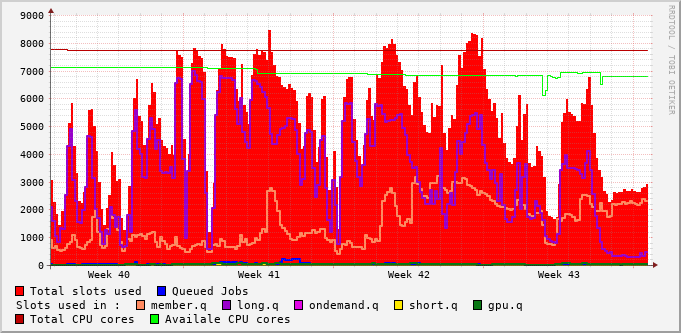 9000
8000
7000
6000
5000
4000
3000
2000
1000
0
Week 40 Week 41 Week 42 Week 43
RRDTOOL / TOBI OETIKER
Total slots used Queued Jobs
Slots used in : member.q long.q ondemand.q short.q gpu.q
Total CPU cores Availale CPU cores